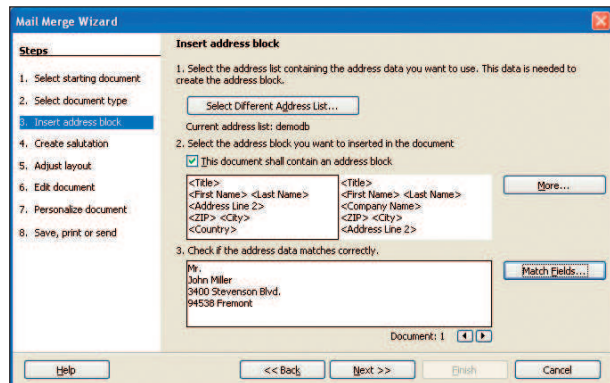 Mail Merge Wizard
Steps
1. Select starting document
2. Select document type
3. Insert address block
4. Create salutation
5. Adjust layout
6. Edit document
7. Personalize document
8. Save, print or send
Insert address block
1. Select the address list containing the address data you want to use. This data is needed to
create the address block.
Select Different Address List...
Current address list: demodb
2. Select the address block you want to inserted in the document
This document shall contain an address block
<Title>
<First Name> <Last Name>
<Address Line 2>
<ZIP> <City>
<Country>
<Title>
<First Name> <Last Name>
<Company Name>
<ZIP> <City>
<Address Line 2>
More...
3. Check if the address data matches correctly.
Mr.
John Miller
3400 Stevenson Blvd.
94538 Fremont
Match Fields...
Document: 1
Help
<< Back
Next >>
Finish
Cancel